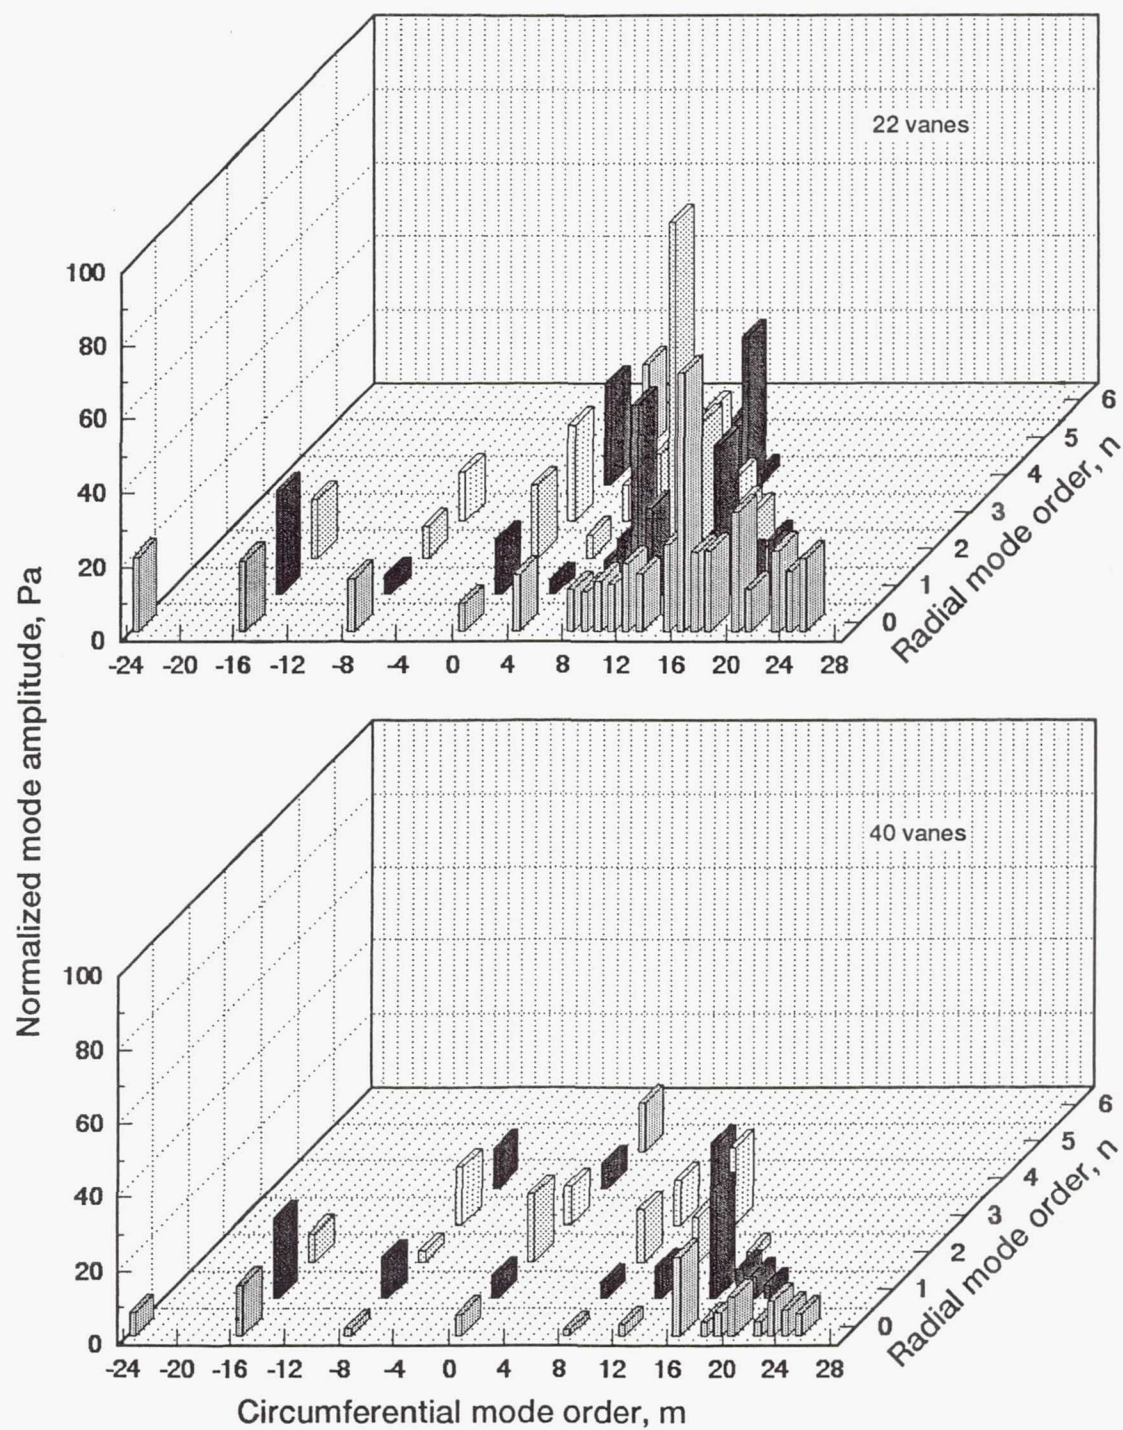 22 vanes
100
80
60
40
20
0
-24 -20 -16 -12 -8 -4 0 4 8 12 16 20 24 28
0 1 2 3 4 5 6
Radial mode order, n
Normalized mode amplitude, Pa
40 vanes
100
80
60
40
20
0
-24 -20 -16 -12 -8 -4 0 4 8 12 16 20 24 28
0 1 2 3 4 5 6
Radial mode order, n
Circumferential mode order, m